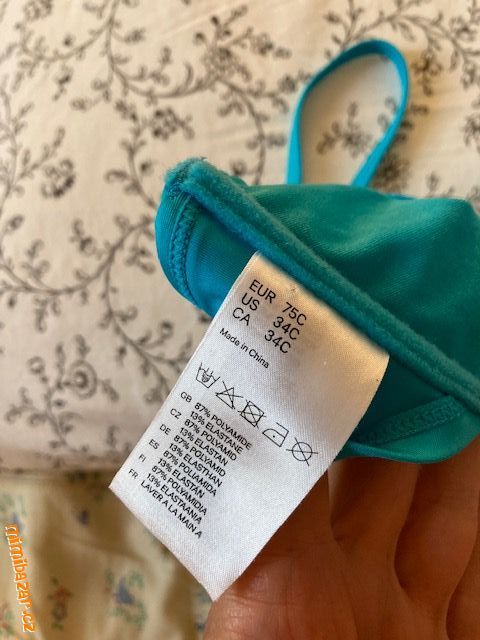 EUR 75C
US 34C
CA 34C
Made in China
GB 87% POLYAMIDE
13% ELASTANE
CZ 87% POLYAMID
13% ELASTAN
DE 87% POLYAMID
13% ELASTHAN
ES 87% POLIAMIDA
13% ELASTÁN
FI 87% POLYAMIDIA
13% ELASTAANIA
FR LAVER A LA MAIN A
mimibazar.cz